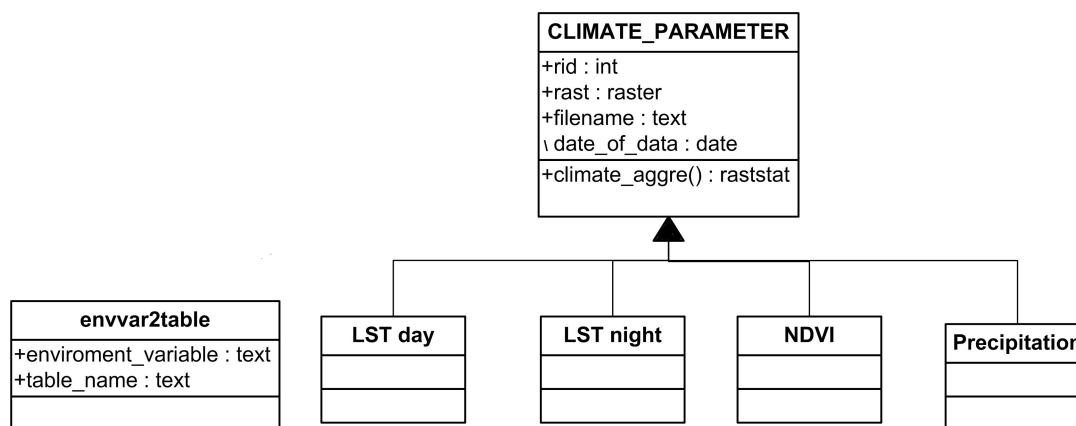 CLIMATE_PARAMETER
+rid : int
+rast : raster
+filename : text
\ date_of_data : date
+climate_aggre() : raststat
envvar2table
+enviroment_variable : text
+table_name : text
LST day
LST night
NDVI
Precipitation